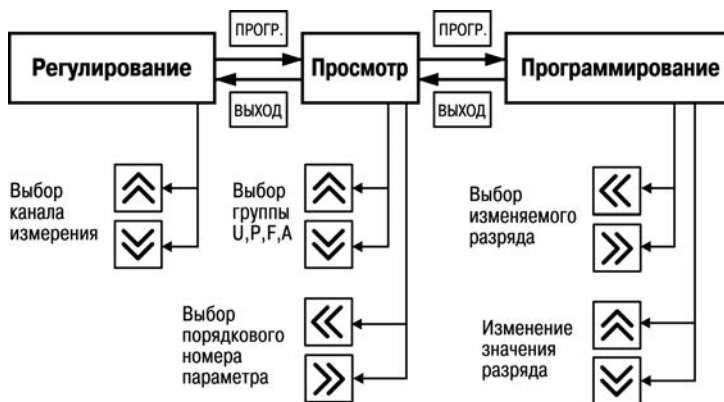 ПРОГР.
ПРОГР.
Регулирование
Просмотр
Программирование
ВЫХОД
ВЫХОД
Выбор
канала
измерения
Выбор
группы
U,P,F,A
Выбор
изменяемого
разряда
Выбор
порядкового
номера
параметра
Изменение
значения
разряда